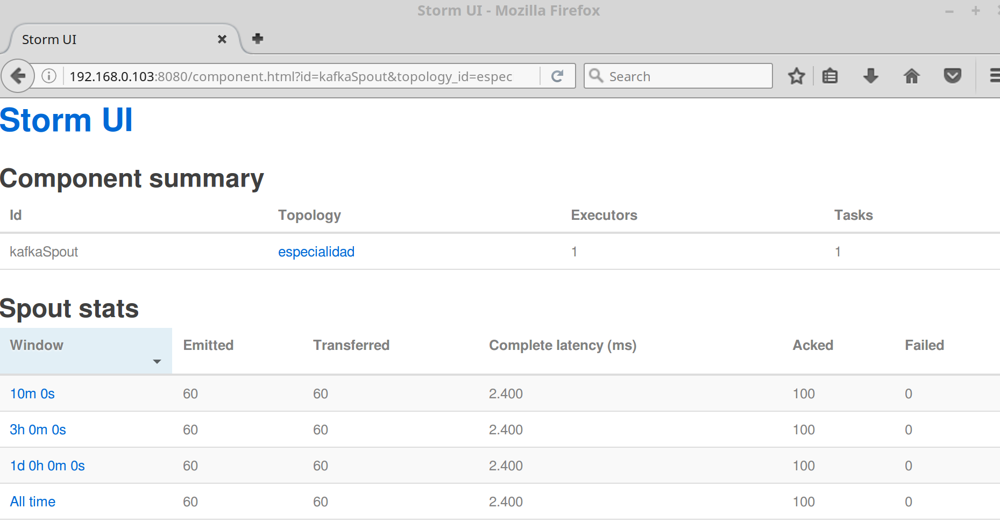 Storm UI - Mozilla Firefox
Storm UI
192.168.0.103:8080/component.html?id=kafkaSpout&topology_id=espec
Search
Storm UI
Component summary
Id Topology Executors Tasks
kafkaSpout especialidad 1 1
Spout stats
Window Emitted Transferred Complete latency (ms) Acked Failed
10m 0s 60 60 2.400 100 0
3h 0m 0s 60 60 2.400 100 0
1d 0h 0m 0s 60 60 2.400 100 0
All time 60 60 2.400 100 0